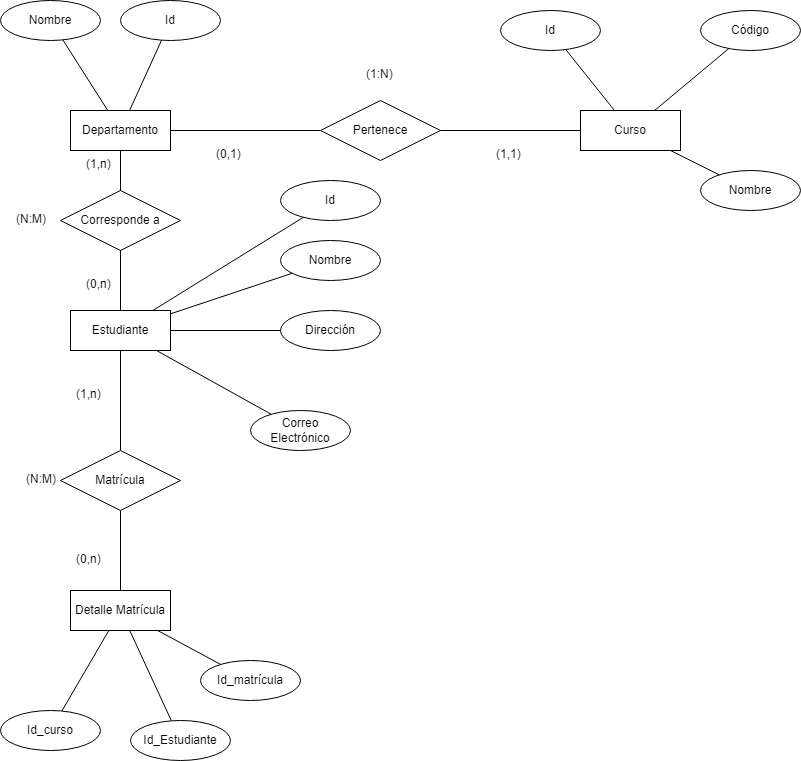 Nombre
Id
Id
Código
(1:N)
Departamento
Pertenece
Curso
(1,n)
(0,1)
(1,1)
Nombre
Id
(N:M)
Corresponde a
Nombre
(0,n)
Estudiante
Dirección
(1,n)
Correo
Electrónico
(N:M)
Matrícula
(0,n)
Detalle Matrícula
Id_matrícula
Id_curso
Id_Estudiante